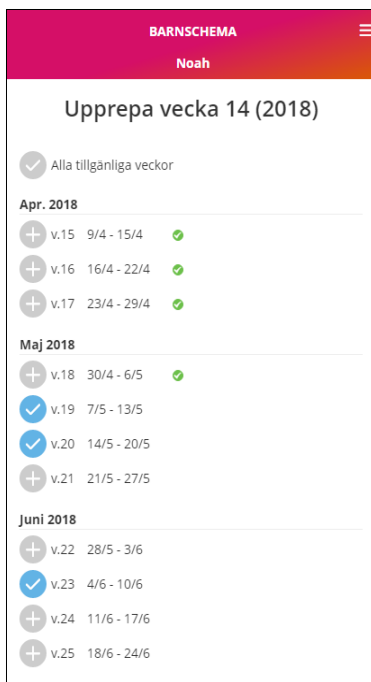 BARNSCHEMA
Noah
Upprepa vecka 14 (2018)
Alla tillgänliga veckor
Apr. 2018
v.15 9/4 - 15/4
v.16 16/4 - 22/4
v.17 23/4 - 29/4
Maj 2018
v.18 30/4 - 6/5
v.19 7/5 - 13/5
v.20 14/5 - 20/5
v.21 21/5 - 27/5
Juni 2018
v.22 28/5 - 3/6
v.23 4/6 - 10/6
v.24 11/6 - 17/6
v.25 18/6 - 24/6